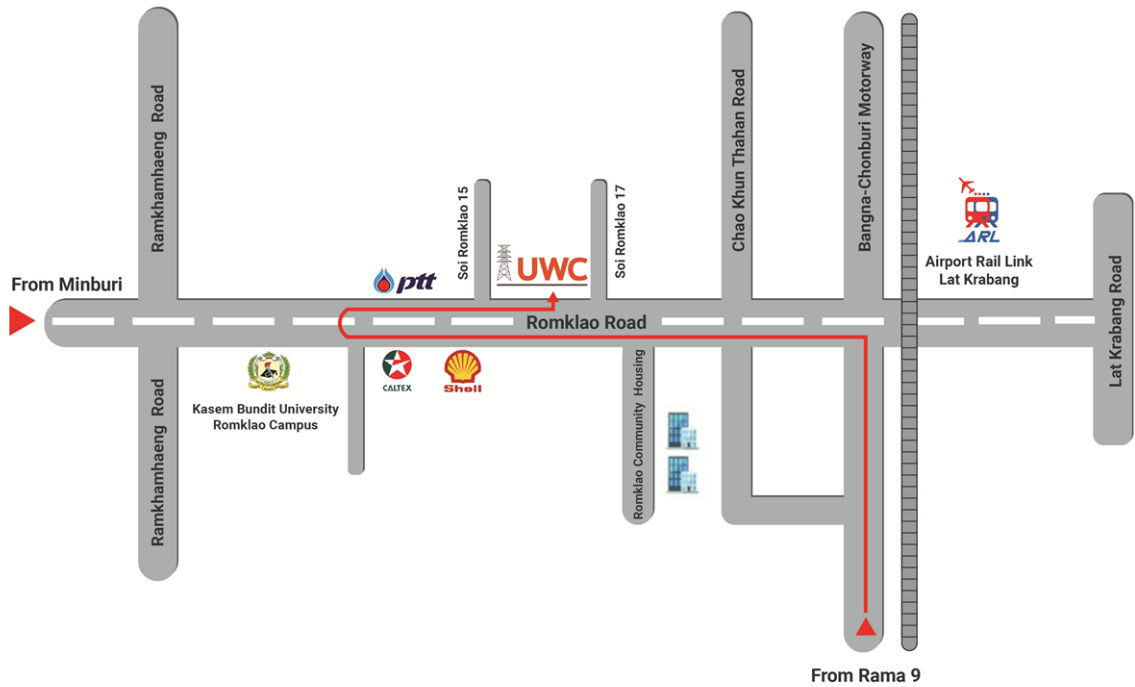 Ramkhamhaeng Road
Chao Khun Thahan Road
Bangna-Chonburi Motorway
Soi Romklao 15
Soi Romklao 17
ARL
UWC
Airport Rail Link
Lat Krabang
ptt
From Minburi
Lat Krabang Road
Romklao Road
CALTEX
Shell
Kasem Bundit University
Romklao Campus
Ramkhamhaeng Road
Romklao Community Housing
From Rama 9